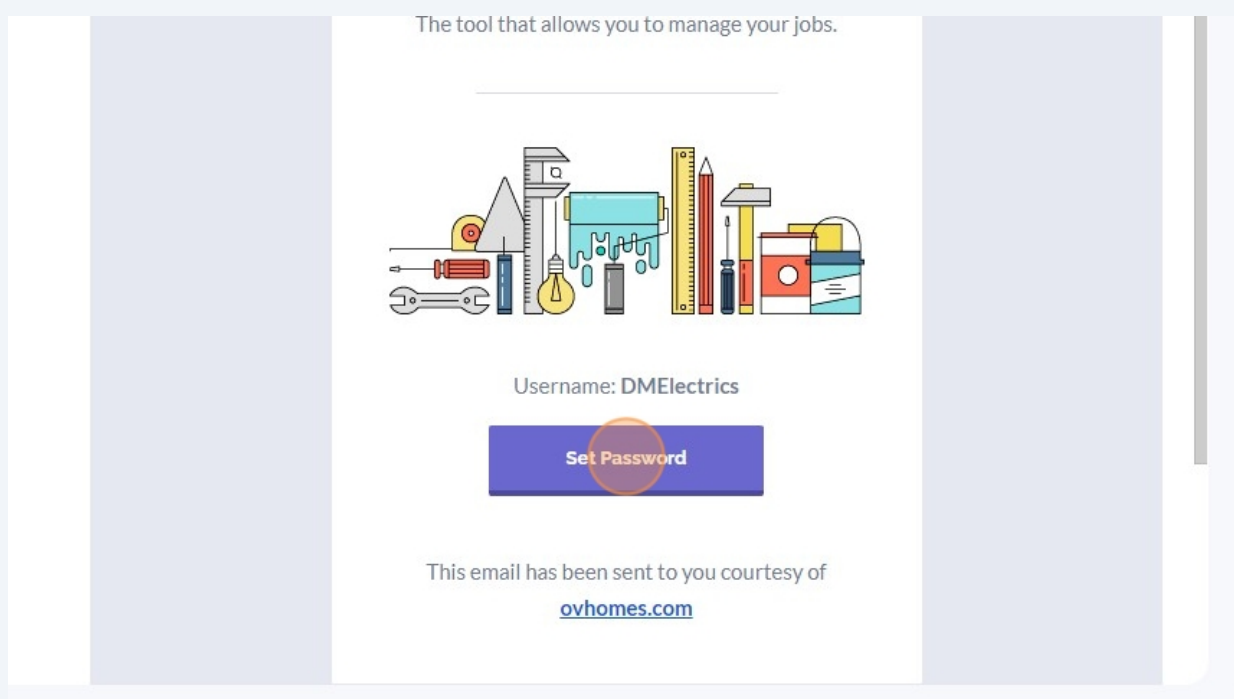 The tool that allows you to manage your jobs.
Username: DMElectrics
Set Password
This email has been sent to you courtesy of
ovhomes.com